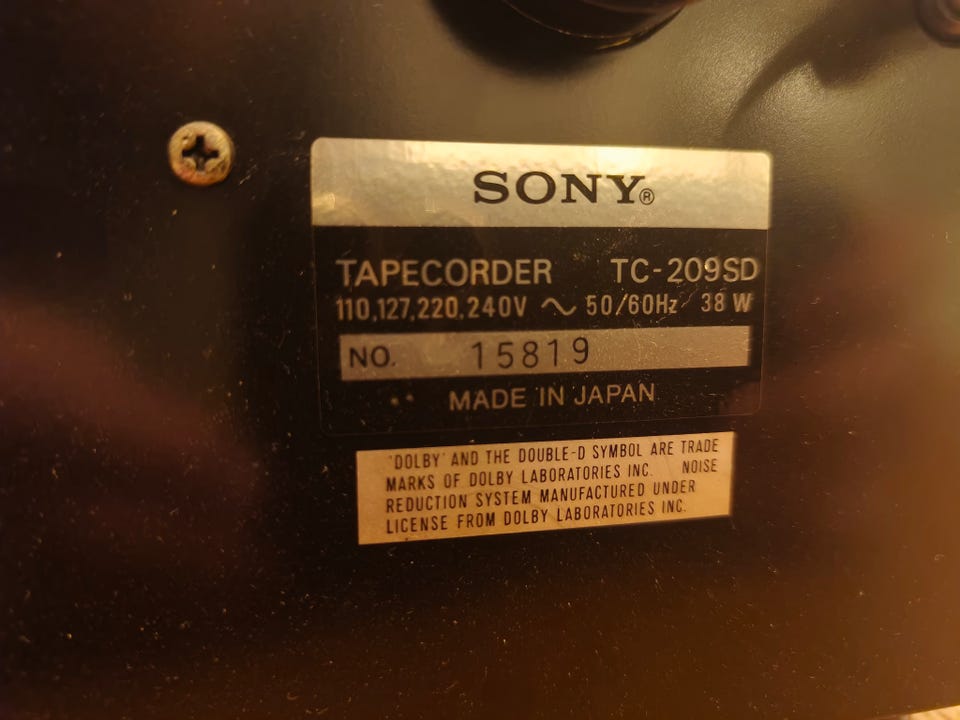 SONY®
TAPECORDER TC-209SD
110,127,220,240V ~ 50/60Hz 38 W
NO. 15819
MADE IN JAPAN
'DOLBY' AND THE DOUBLE-D SYMBOL ARE TRADE
MARKS OF DOLBY LABORATORIES INC. NOISE
REDUCTION SYSTEM MANUFACTURED UNDER
LICENSE FROM DOLBY LABORATORIES INC.